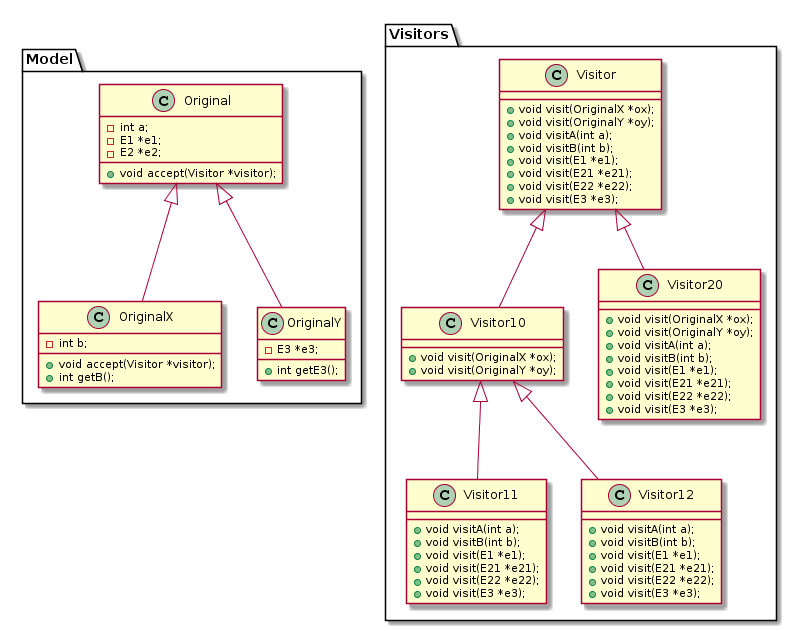 Model
C Original
int a;
E1 *e1;
E2 *e2;
void accept(Visitor *visitor);
C OriginalX
int b;
void accept(Visitor *visitor);
int getB();
C OriginalY
E3 *e3;
int getE3();
Visitors
C Visitor
void visit(OriginalX *ox);
void visit(OriginalY *oy);
void visitA(int a);
void visitB(int b);
void visit(E1 *e1);
void visit(E21 *e21);
void visit(E22 *e22);
void visit(E3 *e3);
C Visitor10
void visit(OriginalX *ox);
void visit(OriginalY *oy);
C Visitor20
void visit(OriginalX *ox);
void visit(OriginalY *oy);
void visitA(int a);
void visitB(int b);
void visit(E1 *e1);
void visit(E21 *e21);
void visit(E22 *e22);
void visit(E3 *e3);
C Visitor11
void visitA(int a);
void visitB(int b);
void visit(E1 *e1);
void visit(E21 *e21);
void visit(E22 *e22);
void visit(E3 *e3);
C Visitor12
void visitA(int a);
void visitB(int b);
void visit(E1 *e1);
void visit(E21 *e21);
void visit(E22 *e22);
void visit(E3 *e3);